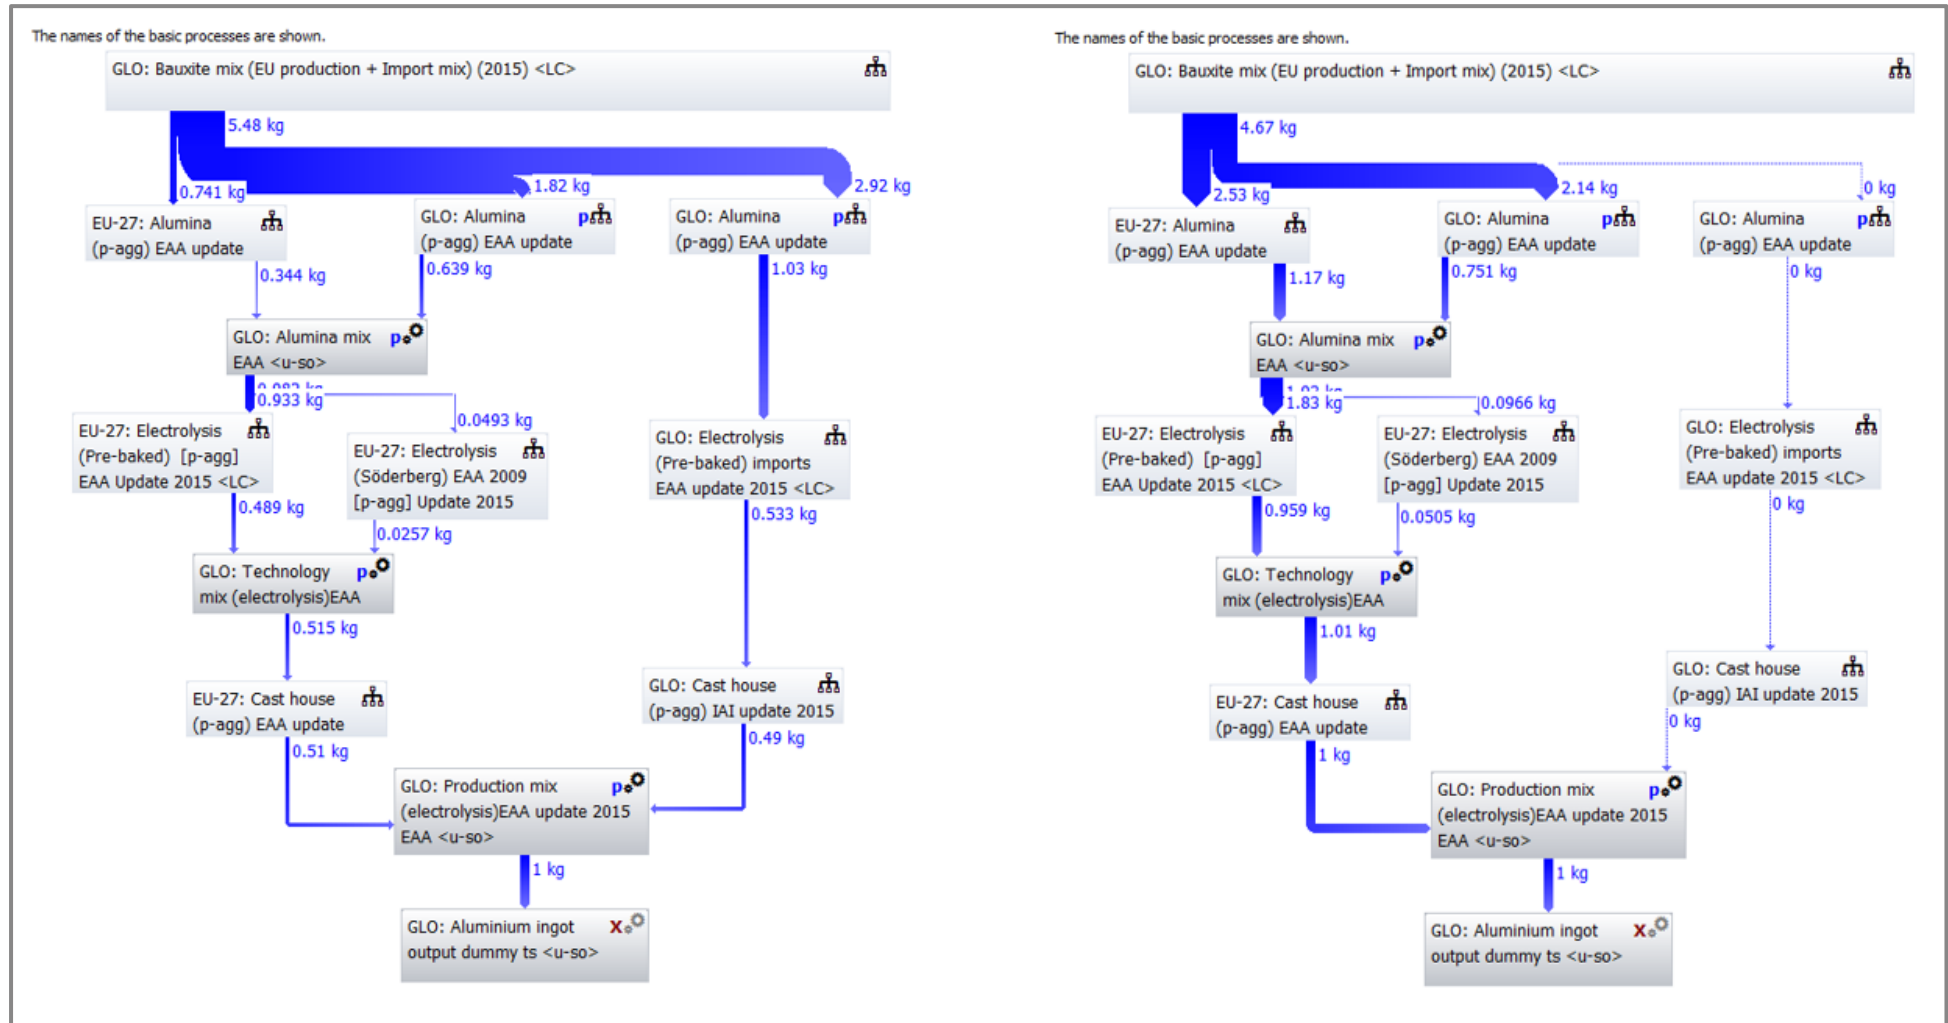 The names of the basic processes are shown.
GLO: Bauxite mix (EU production + Import mix) (2015) <LC>
5.48 kg
0.741 kg
1.82 kg
2.92 kg
EU-27: Alumina
(p-agg) EAA update
GLO: Alumina
p
(p-agg) EAA update
GLO: Alumina
p
(p-agg) EAA update
0.344 kg
0.639 kg
1.03 kg
GLO: Alumina mix
p
EAA <u-so>
0.933 kg
0.0493 kg
EU-27: Electrolysis
(Pre-baked) [p-agg]
EAA Update 2015 <LC>
EU-27: Electrolysis
(Söderberg) EAA 2009
[p-agg] Update 2015
GLO: Electrolysis
(Pre-baked) imports
EAA update 2015 <LC>
0.489 kg
0.0257 kg
0.533 kg
GLO: Technology
p
mix (electrolysis)EAA
0.515 kg
EU-27: Cast house
(p-agg) EAA update
GLO: Cast house
(p-agg) IAI update 2015
0.51 kg
0.49 kg
GLO: Production mix
p
(electrolysis)EAA update 2015
EAA <u-so>
1 kg
GLO: Aluminium ingot
X
output dummy ts <u-so>
The names of the basic processes are shown.
GLO: Bauxite mix (EU production + Import mix) (2015) <LC>
4.67 kg
2.53 kg
2.14 kg
0 kg
EU-27: Alumina
(p-agg) EAA update
GLO: Alumina
p
(p-agg) EAA update
GLO: Alumina
p
(p-agg) EAA update
1.17 kg
0.751 kg
0 kg
GLO: Alumina mix
p
EAA <u-so>
1.83 kg
0.0966 kg
EU-27: Electrolysis
(Pre-baked) [p-agg]
EAA Update 2015 <LC>
EU-27: Electrolysis
(Söderberg) EAA 2009
[p-agg] Update 2015
GLO: Electrolysis
(Pre-baked) imports
EAA update 2015 <LC>
0.959 kg
0.0505 kg
0 kg
GLO: Technology
p
mix (electrolysis)EAA
1.01 kg
EU-27: Cast house
(p-agg) EAA update
GLO: Cast house
(p-agg) IAI update 2015
1 kg
0 kg
GLO: Production mix
p
(electrolysis)EAA update 2015
EAA <u-so>
1 kg
GLO: Aluminium ingot
X
output dummy ts <u-so>